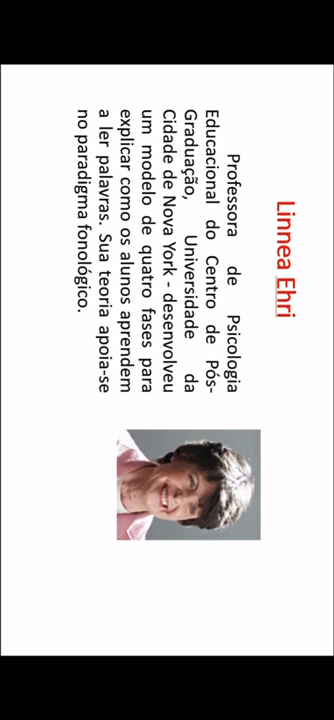 Linnea Ehri
Professora de Psicologia
Educacional do Centro de Pós-
Graduação, Universidade da
Cidade de Nova York - desenvolveu
um modelo de quatro fases para
explicar como os alunos aprendem
a ler palavras. Sua teoria apoia-se
no paradigma fonológico.